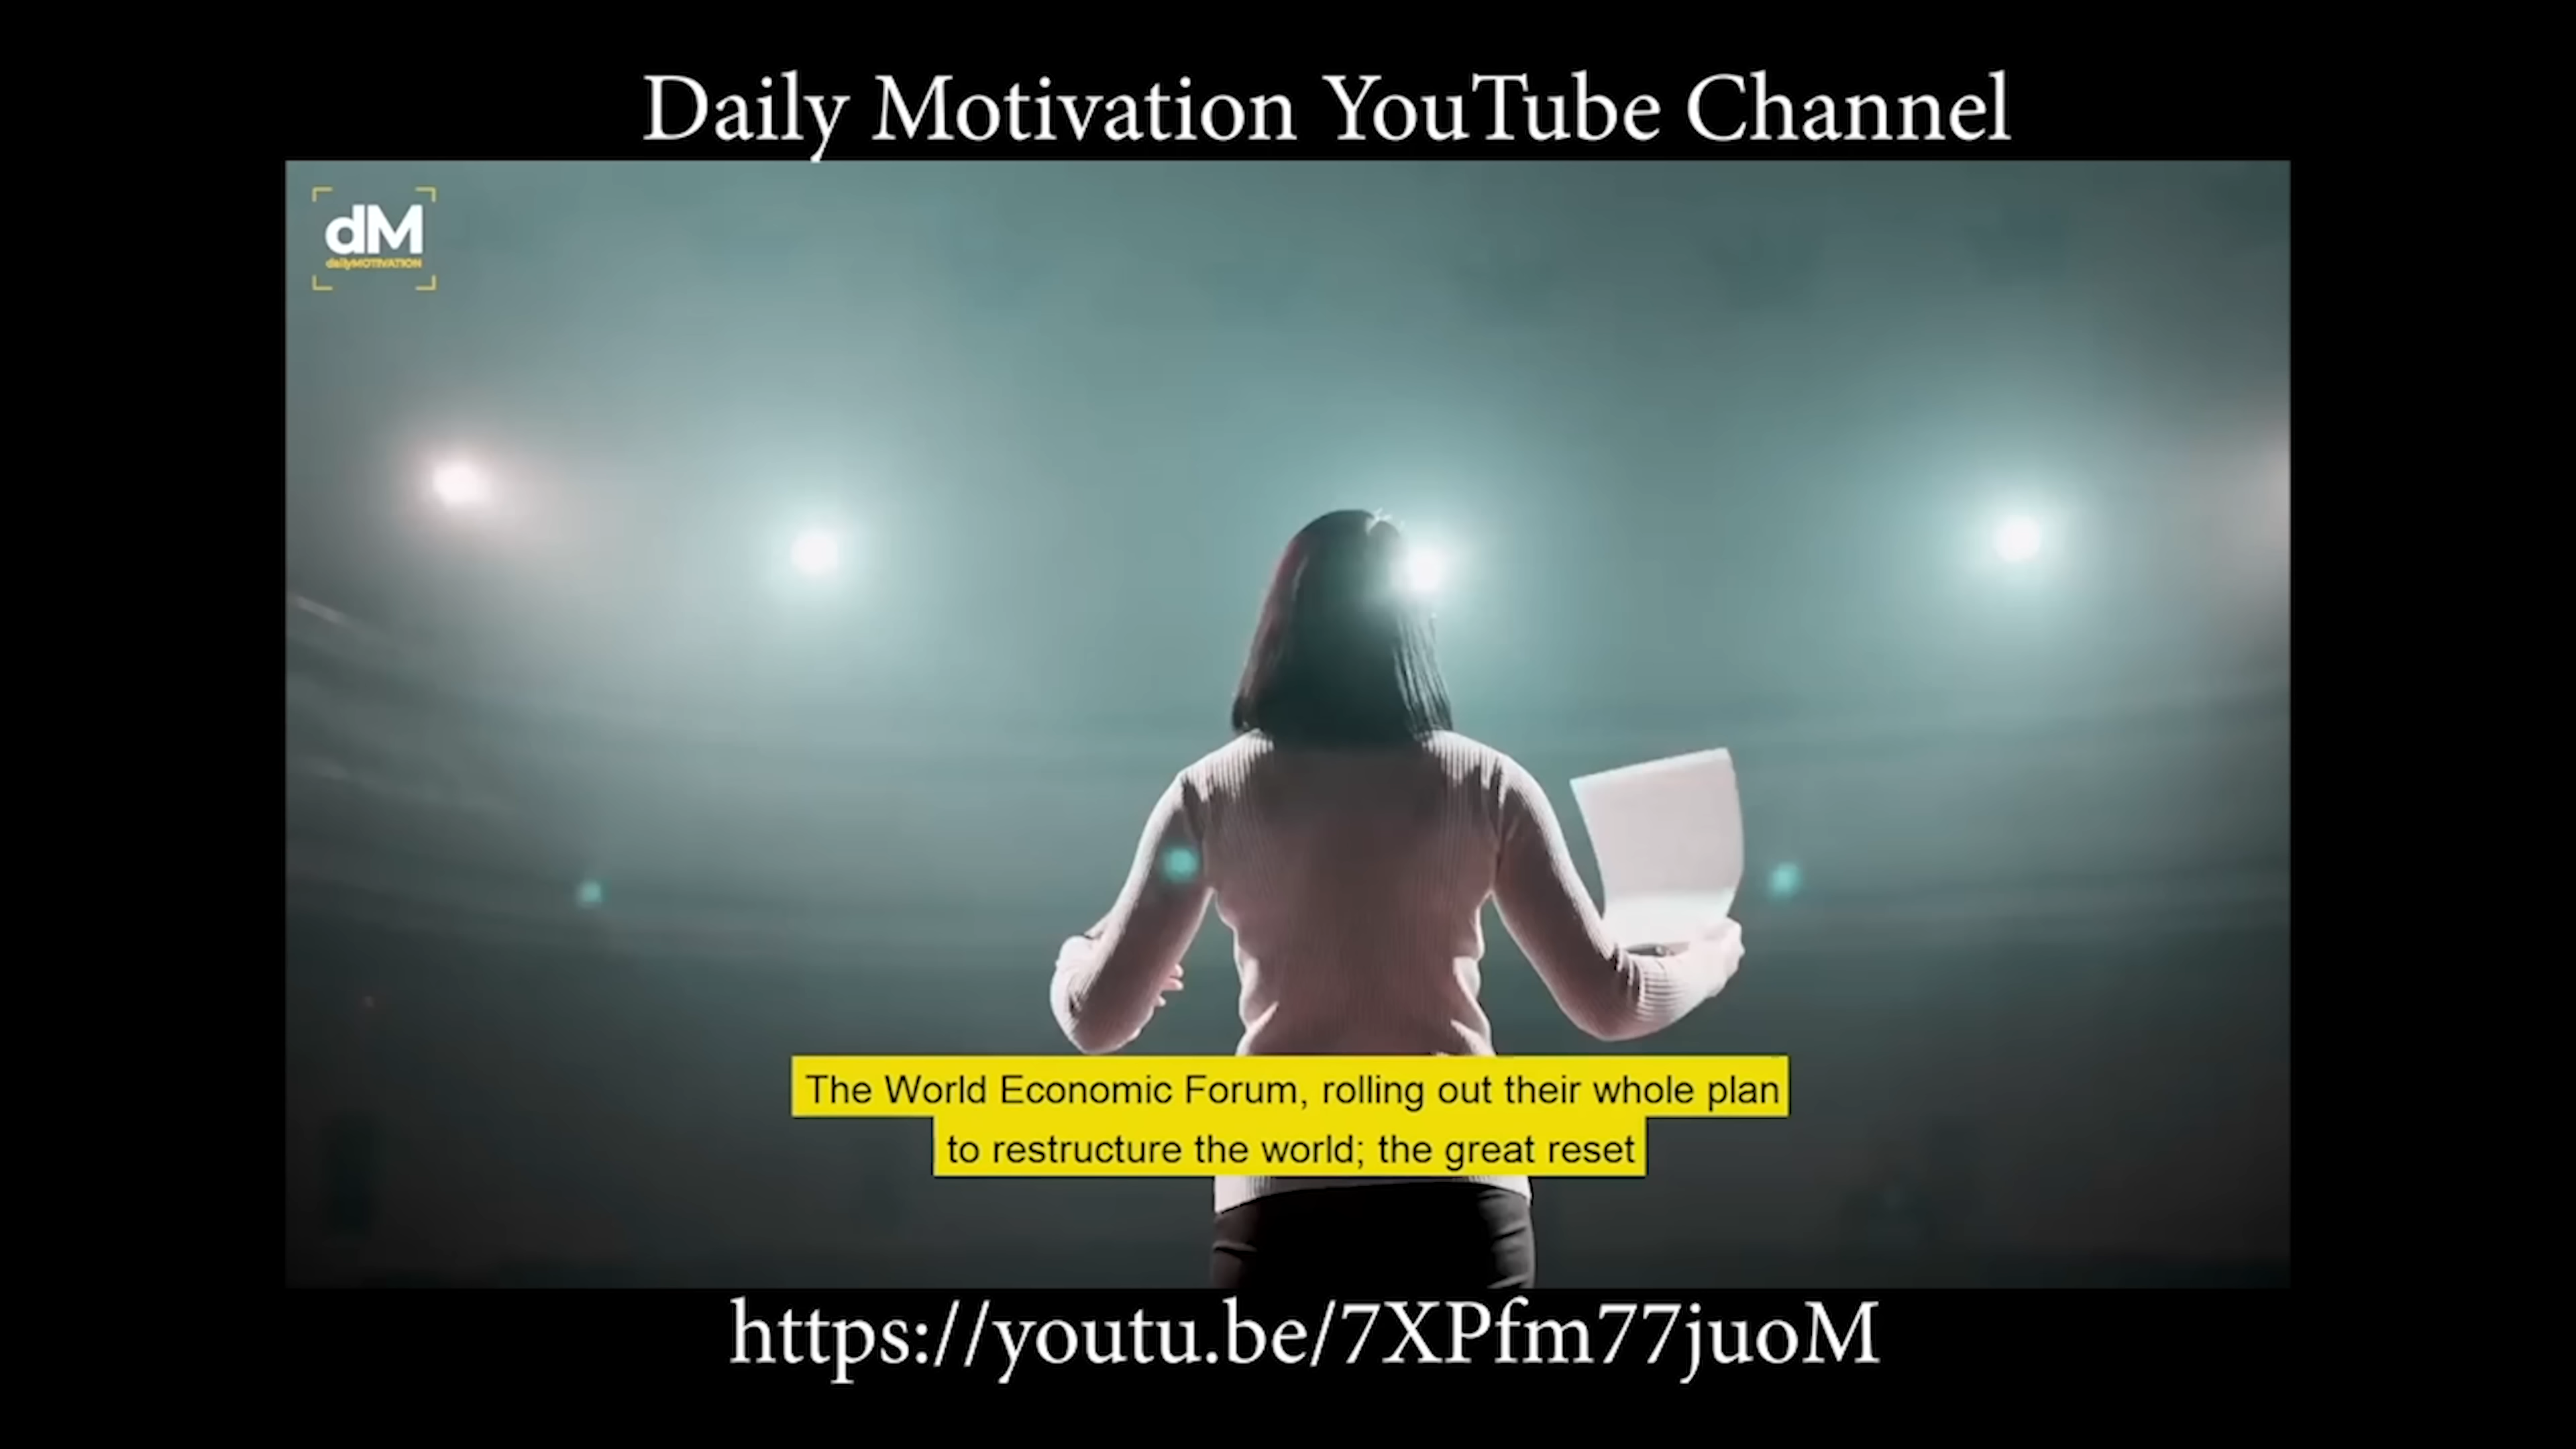 Daily Motivation YouTube Channel
dM
dailyMOTIVATION
The World Economic Forum, rolling out their whole plan
to restructure the world; the great reset
https://youtu.be/7XPfm77juoM